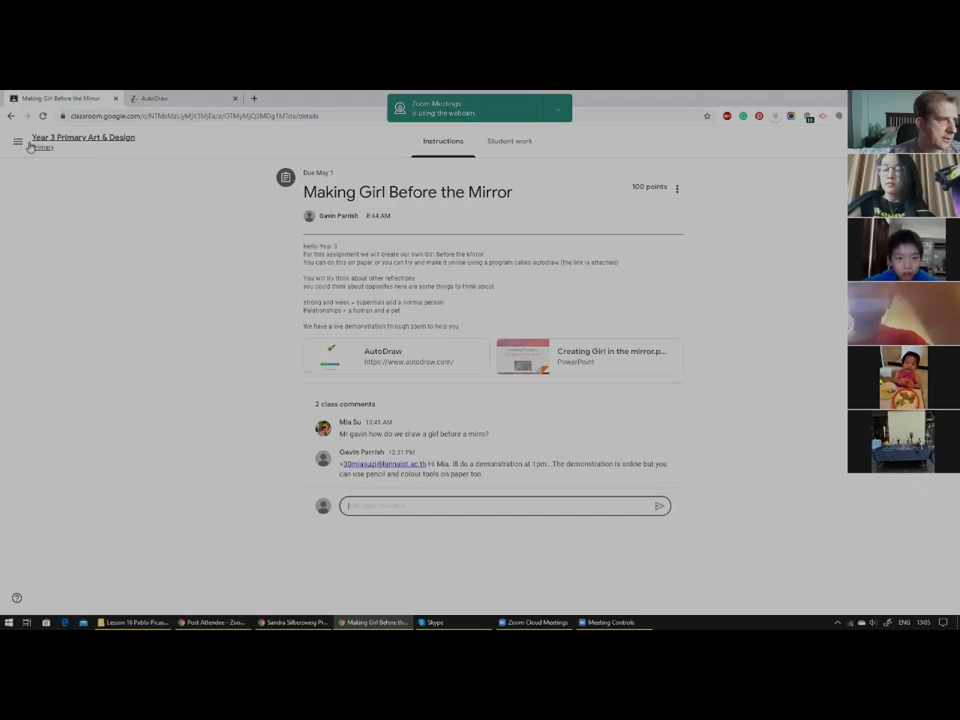 Making Girl Before the Mirror
AutoDraw
Zoom Meetings
is using the webcam
classroom.google.com/c/
/details
Year 3 Primary Art & Design
Primary
Instructions
Student work
Due May 1
Making Girl Before the Mirror
100 points
Gavin Parrish 8:44 AM
Hello Year 3
For this assignment we will create our own Girl Before the Mirror.
You can do this on paper or you can try and make it online using a program called autodraw (the link is attached)
You will try think about other reflections
you could think about opposites here are some things to think about
strong and week = superman and a normal person
Relationships = a human and a pet
We have a live demonstration through zoom to help you
AutoDraw
https://www.autodraw.com/
Creating Girl in the mirror.p...
PowerPoint
2 class comments
Mia Su 10:45 AM
Mr gavin how do we draw a girl before a mirro?
Gavin Parrish 12:31 PM
+30miasuzi@lannaist.ac.th Hi Mia. Ill do a demonstration at 1pm...The demonstration is online but you
can use pencil and colour tools on paper too.
Lesson 16 Pablo Picas...
Post Attendee - Zoo...
Sandra Silberzweig Pr...
Making Girl Before th...
Skype
Zoom Cloud Meetings
Meeting Controls
ENG
13:05